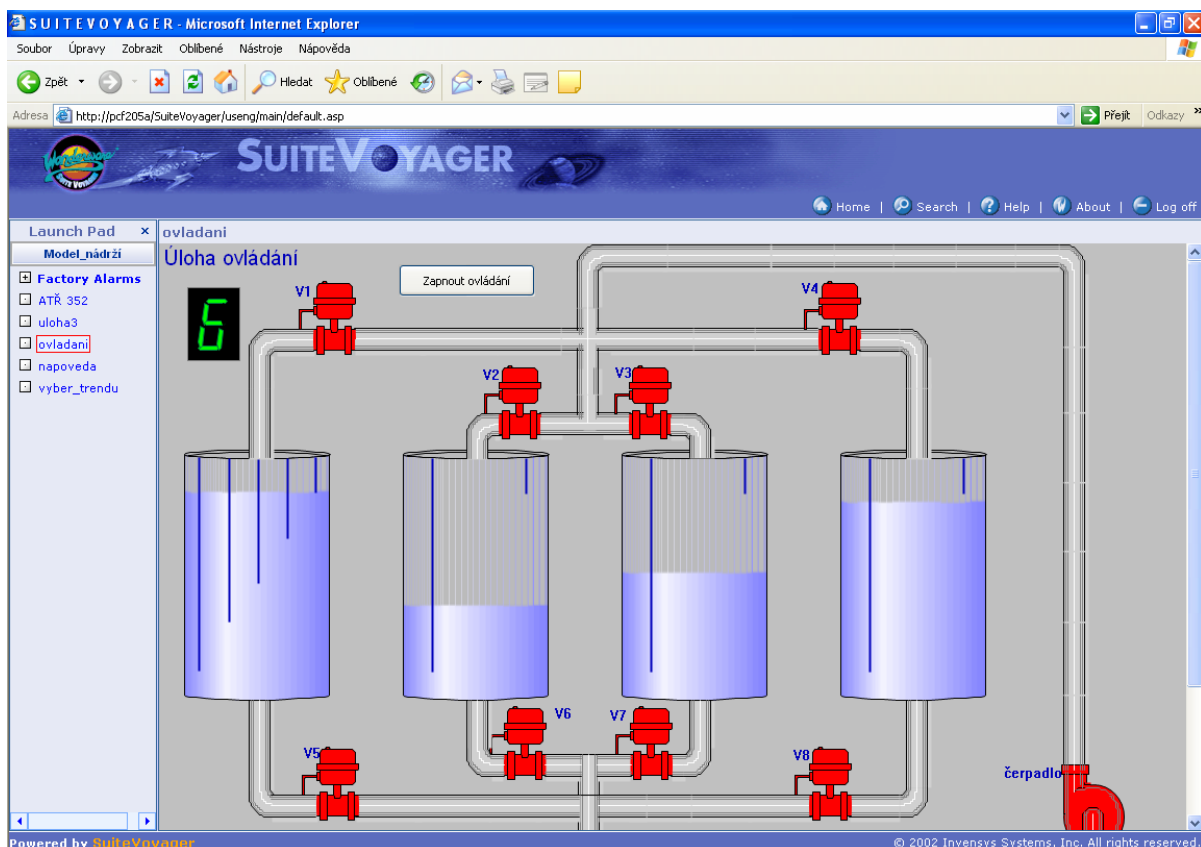 S U I T E V O Y A G E R - Microsoft Internet Explorer
Soubor Úpravy Zobrazit Oblíbené Nástroje Nápověda
Zpět Hledat Oblíbené
Adresa http://pcf205a/SuiteVoyager/useng/main/default.asp Přejít Odkazy »
Wonderware
SUITE VOYAGER
SUITEVOYAGER
Home | Search | Help | About | Log off
Launch Pad × ovladani
Model_nádrží
Factory Alarms
ATŘ 352
uloha3
ovladani
napoveda
vyber_trendu
Úloha ovládání
Zapnout ovládání
6
V1
V4
V2
V3
V6
V7
V5
V8
čerpadlo
Powered by SuiteVoyager
© 2002 Invensys Systems, Inc. All rights reserved.